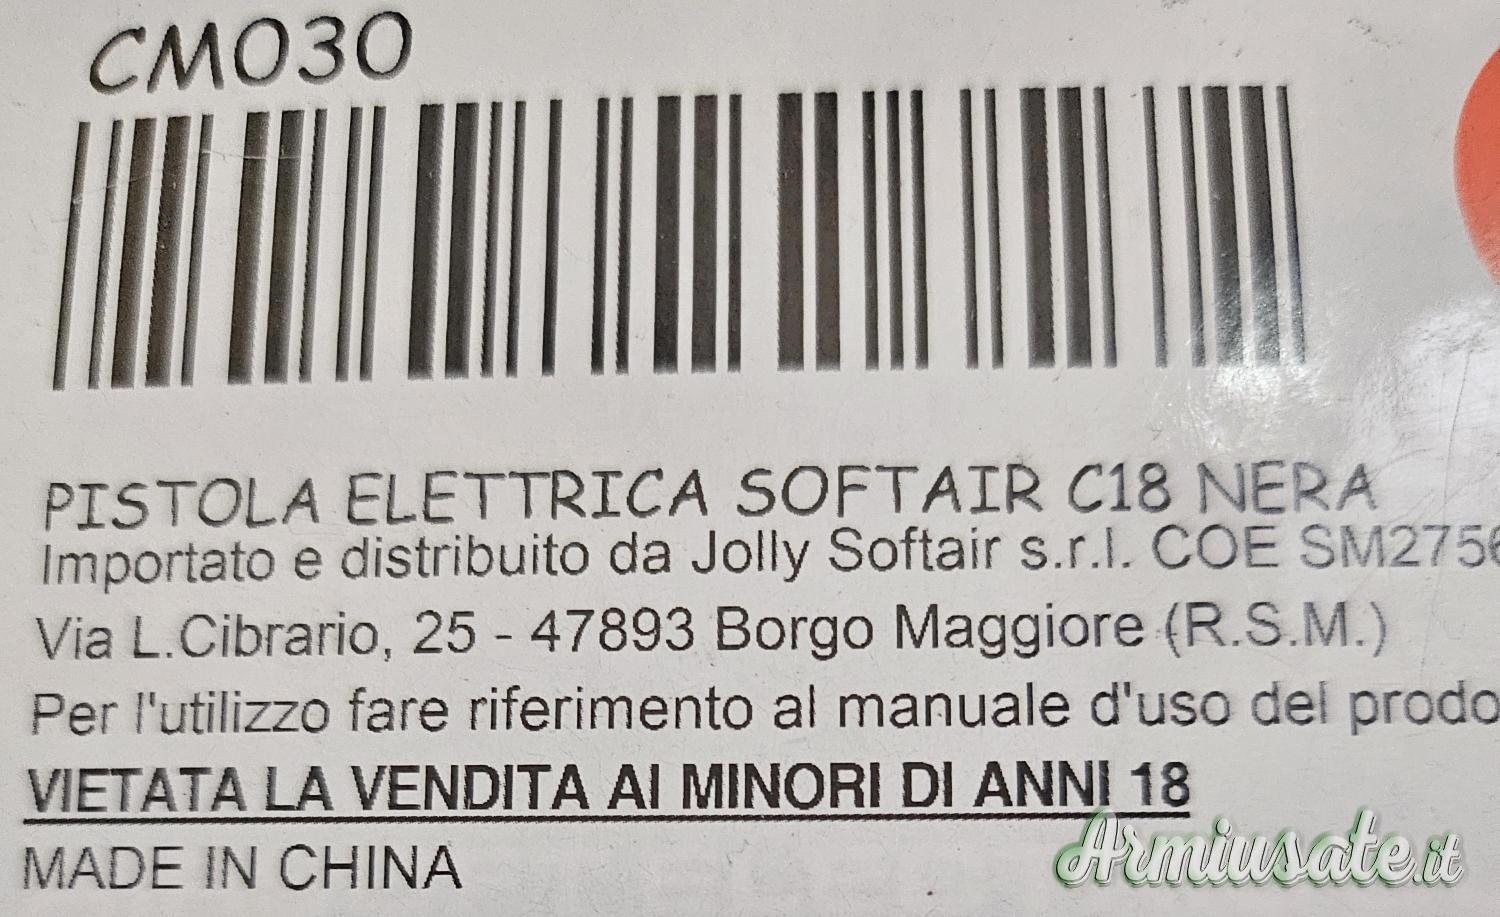 CM030
PISTOLA ELETTRICA SOFTAIR C18 NERA
Importato e distribuito da Jolly Softair s.r.l. COE SM2756
Via L.Cibrario, 25 - 47893 Borgo Maggiore (R.S.M.)
Per l'utilizzo fare riferimento al manuale d'uso del prodo
VIETATA LA VENDITA AI MINORI DI ANNI 18
MADE IN CHINA
Armiusate.it